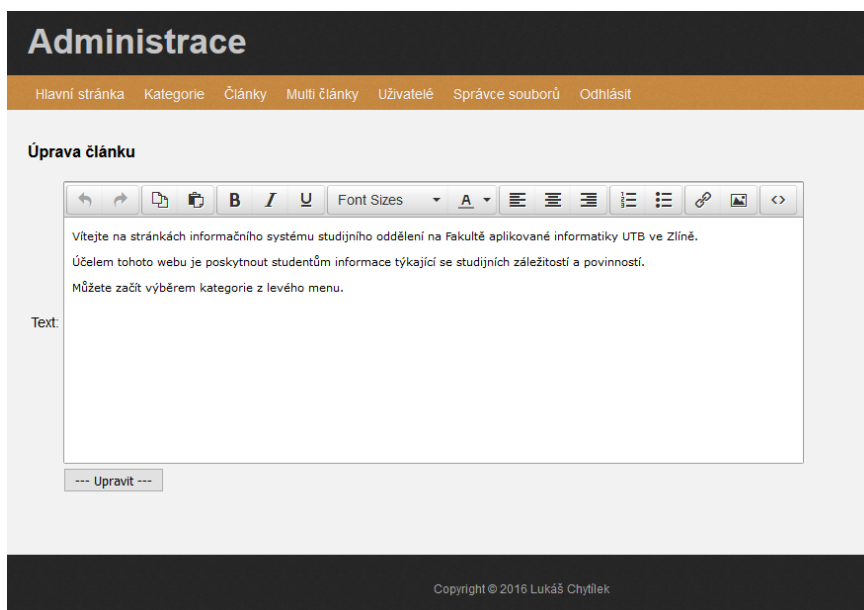 Administrace
Hlavní stránka Kategorie Články Multi články Uživatelé Správce souborů Odhlásit
Úprava článku
B I U Font Sizes A
Vítejte na stránkách informačního systému studijního oddělení na Fakultě aplikované informatiky UTB ve Zlíně.
Účelem tohoto webu je poskytnout studentům informace týkající se studijních záležitostí a povinností.
Můžete začít výběrem kategorie z levého menu.
Text:
--- Upravit ---
Copyright © 2016 Lukáš Chytílek